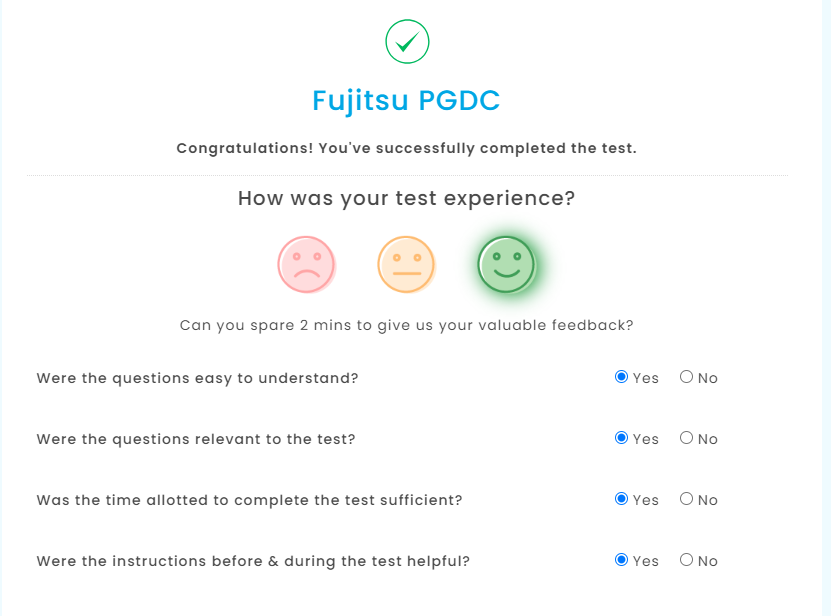 Fujitsu PGDC
Congratulations! You've successfully completed the test.
How was your test experience?
Can you spare 2 mins to give us your valuable feedback?
Were the questions easy to understand? Yes No
Were the questions relevant to the test? Yes No
Was the time allotted to complete the test sufficient? Yes No
Were the instructions before & during the test helpful? Yes No